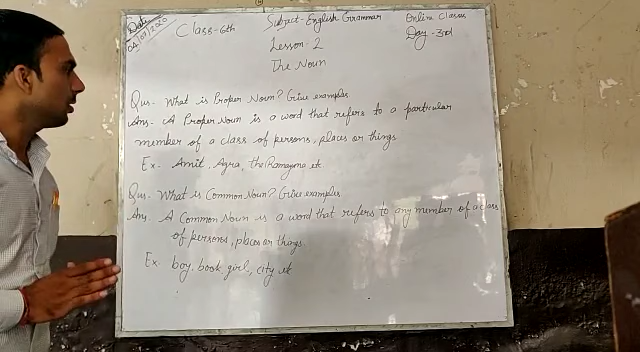 Date
04/07/2020
Class-6th
Subject-English Grammar
Online Classes
Day-3rd
Lesson-2
The Noun
Qus- What is Proper Noun? Give examples
Ans- A Proper Noun is a word that refers to a particular
member of a class of persons, places or things
Ex. Amit, Agra, the Ramayana, etc
Qus- What is Common Noun? Give examples
Ans. A Common Noun is a word that refers to any member of a class
of persons, places or things.
Ex. boy, book, girl, city etc